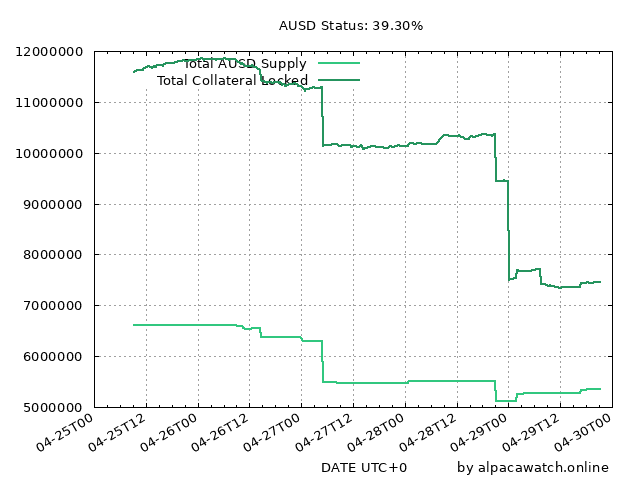 AUSD Status: 39.30%
12000000
Total AUSD Supply
Total Collateral Locked
11000000
10000000
9000000
8000000
7000000
6000000
5000000
04-25T00
04-25T12
04-26T00
04-26T12
04-27T00
04-27T12
04-28T00
04-28T12
04-29T00
04-29T12
04-30T00
DATE UTC+0
by alpacawatch.online